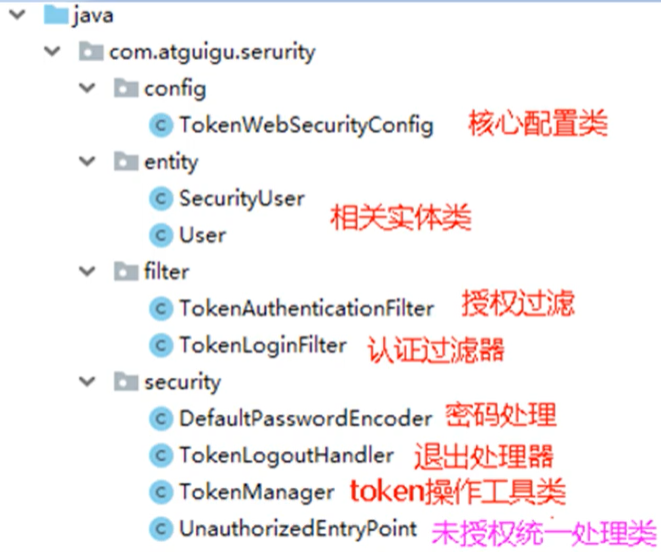 java
com.atguigu.serurity
config
TokenWebSecurityConfig 核心配置类
entity
SecurityUser
相关实体类
User
filter
TokenAuthenticationFilter 授权过滤
TokenLoginFilter 认证过滤器
security
DefaultPasswordEncoder 密码处理
TokenLogoutHandler 退出处理器
TokenManager token操作工具类
UnauthorizedEntryPoint 未授权统一处理类